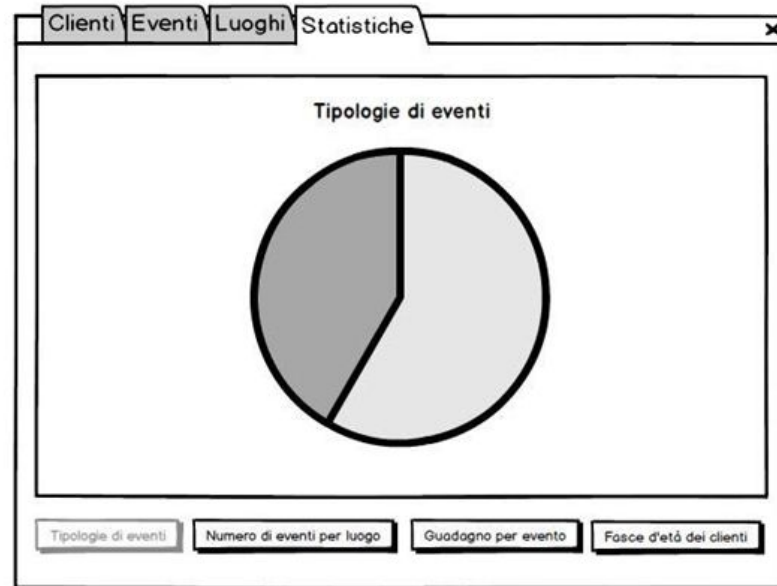 Clienti Eventi Luoghi Statistiche x
Tipologie di eventi
Tipologie di eventi Numero di eventi per luogo Guadagno per evento Fasce d'età dei clienti